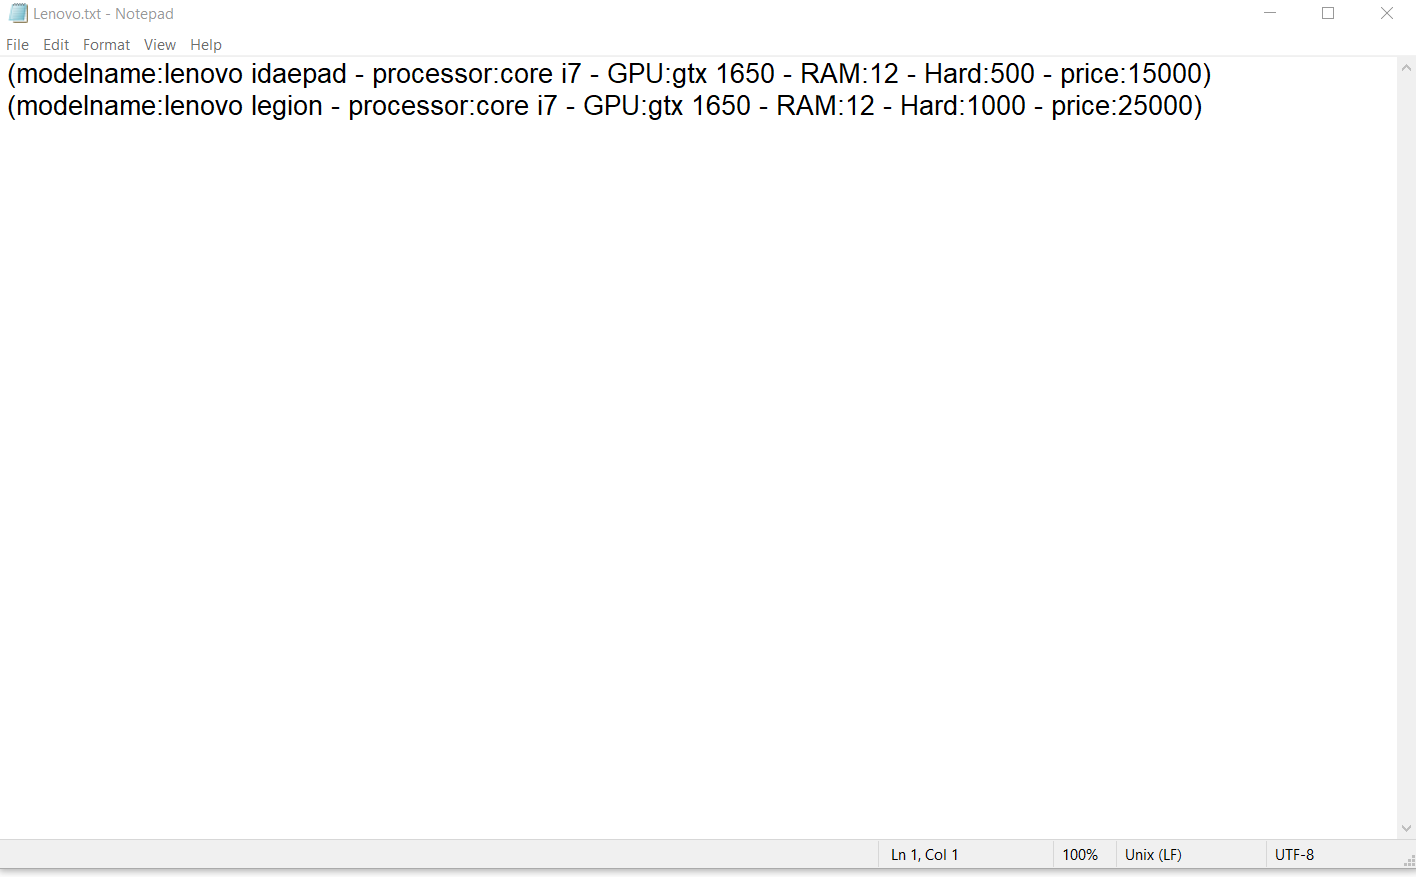 Lenovo.txt - Notepad
File Edit Format View Help
(modelname:lenovo idaepad - processor:core i7 - GPU:gtx 1650 - RAM:12 - Hard:500 - price:15000)
(modelname:lenovo legion - processor:core i7 - GPU:gtx 1650 - RAM:12 - Hard:1000 - price:25000)
Ln 1, Col 1 100% Unix (LF) UTF-8